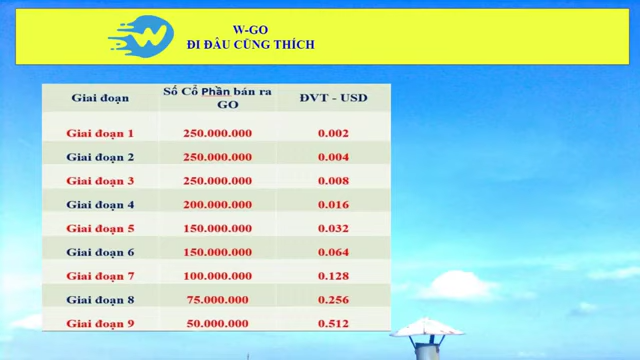 W-GO
ĐI ĐÂU CŨNG THÍCH
Giai đoạn Số Cổ Phần bán ra GO ĐVT - USD
Giai đoạn 1 250.000.000 0.002
Giai đoạn 2 250.000.000 0.004
Giai đoạn 3 250.000.000 0.008
Giai đoạn 4 200.000.000 0.016
Giai đoạn 5 150.000.000 0.032
Giai đoạn 6 150.000.000 0.064
Giai đoạn 7 100.000.000 0.128
Giai đoạn 8 75.000.000 0.256
Giai đoạn 9 50.000.000 0.512